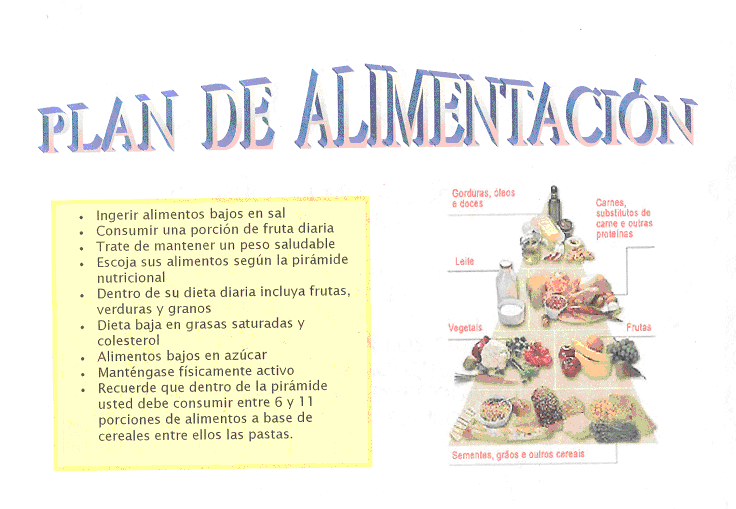 PLAN DE ALIMENTACIÓN
• Ingerir alimentos bajos en sal
• Consumir una porción de fruta diaria
• Trate de mantener un peso saludable
• Escoja sus alimentos según la pirámide
nutricional
• Dentro de su dieta diaria incluya frutas,
verduras y granos
• Dieta baja en grasas saturadas y
colesterol
• Alimentos bajos en azúcar
• Manténgase físicamente activo
• Recuerde que dentro de la pirámide
usted debe consumir entre 6 y 11
porciones de alimentos a base de
cereales entre ellos las pastas.
Gorduras, óleos
e doces
Carnes,
substitutos de
carne e outras
proteínas
Leite
Vegetais
Frutas
Sementes, grãos e outros cereais